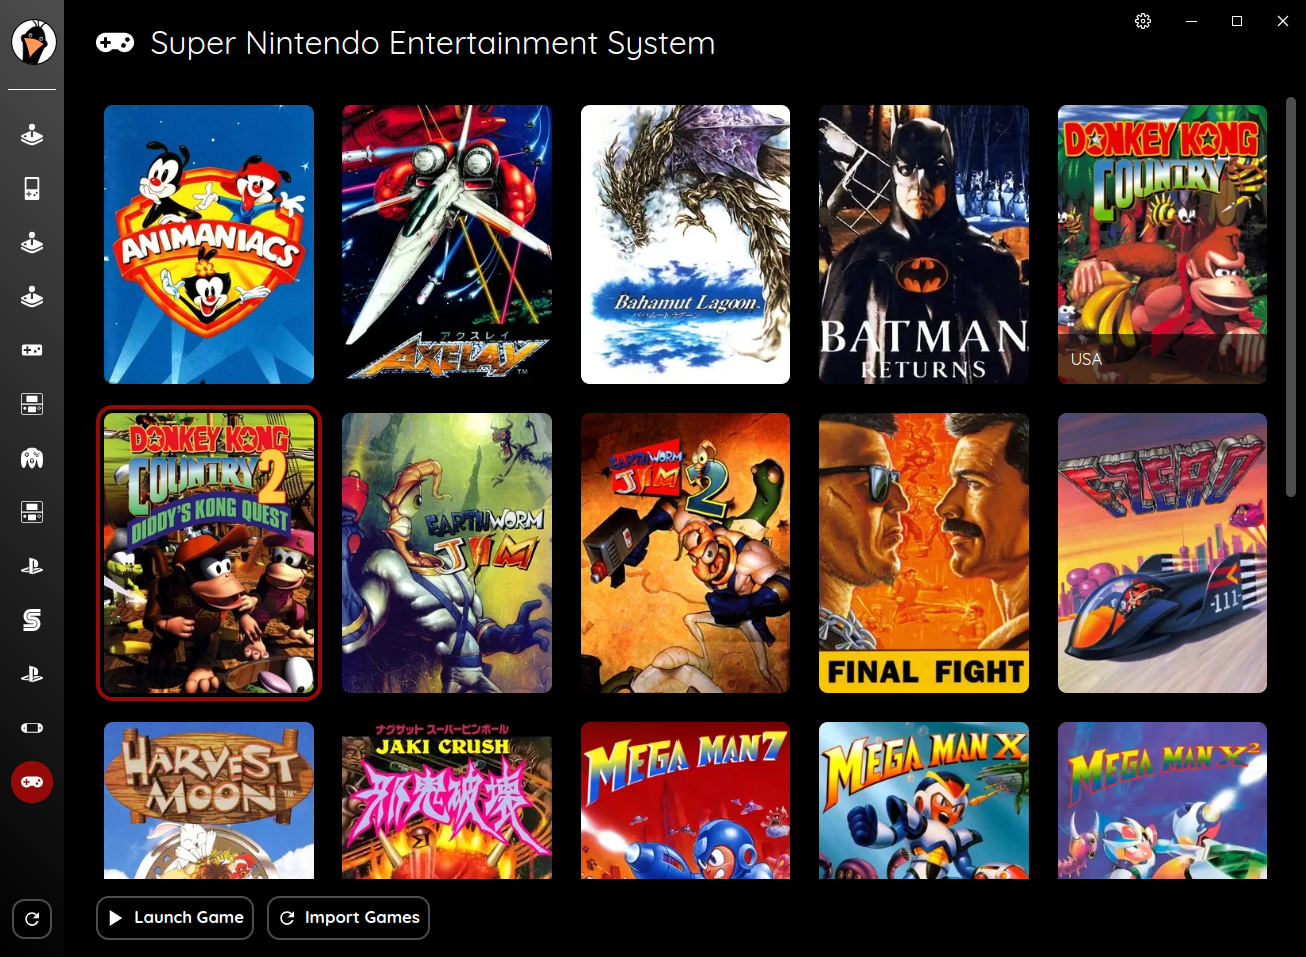 Super Nintendo Entertainment System
ANIMANIACS
アクスレイ
AXELAY
TM
Bahamut Lagoon
バハムート ラグーン
BATMAN
RETURNS
DONKEY KONG
COUNTRY
USA
DONKEY KONG
COUNTRY 2
DIDDY'S KONG QUEST
EARTHWORM
JIM
EARTHWORM
JIM 2
FINAL FIGHT
F-ZERO
-111-
HARVEST
MOON
TM
ナグザット スーパーピンボール
JAKI CRUSH
邪鬼破壊
MEGA MAN 7
MEGA MAN X
MEGA MAN X2
Launch Game
Import Games